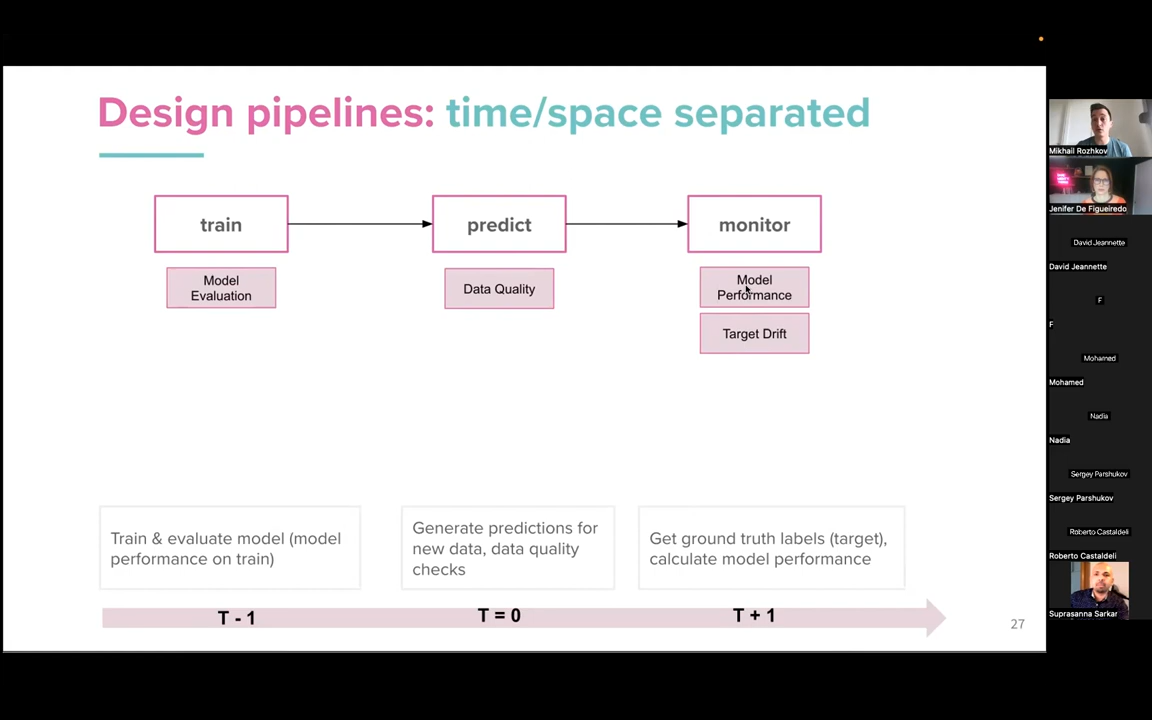 Design pipelines: time/space separated
train
predict
monitor
Model
Evaluation
Data Quality
Model
Performance
Target Drift
Train & evaluate model (model
performance on train)
Generate predictions for
new data, data quality
checks
Get ground truth labels (target),
calculate model performance
T - 1
T = 0
T + 1
27
Mikhail Rozhkov
Jenifer De Figueiredo
David Jeannette
David Jeannette
F
F
Mohamed
Mohamed
Nadia
Nadia
Sergey Parshukov
Sergey Parshukov
Roberto Castaldeli
Roberto Castaldeli
Suprasanna Sarkar